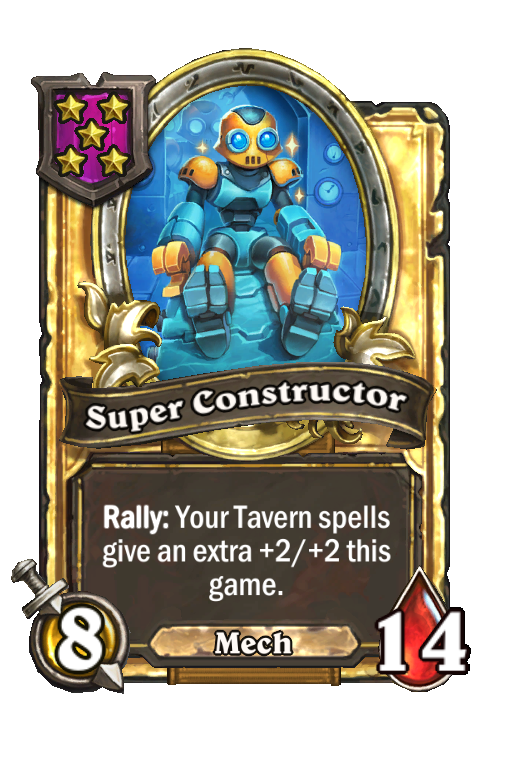 Super Constructor
Rally: Your Tavern spells
give an extra +2/+2 this
game.
8
Mech
14